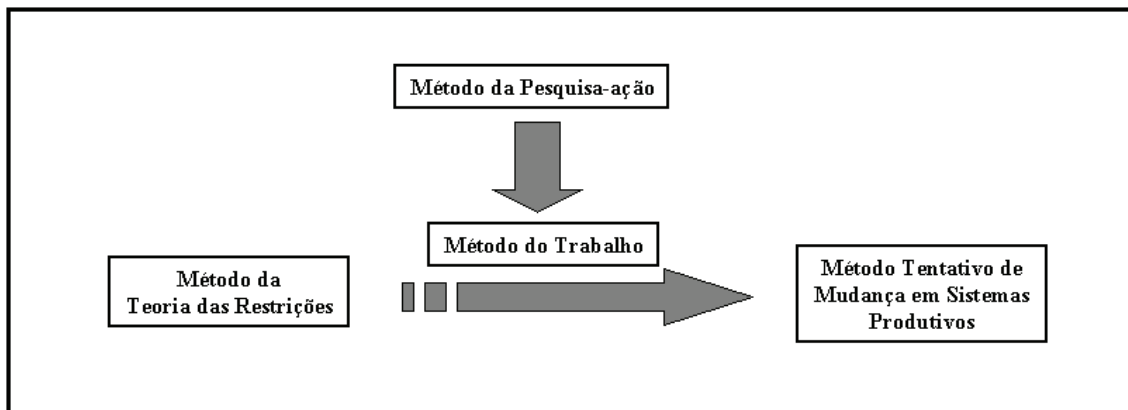 Método da Pesquisa-ação
Método do Trabalho
Método da
Teoria das Restrições
Método Tentativo de
Mudança em Sistemas
Produtivos